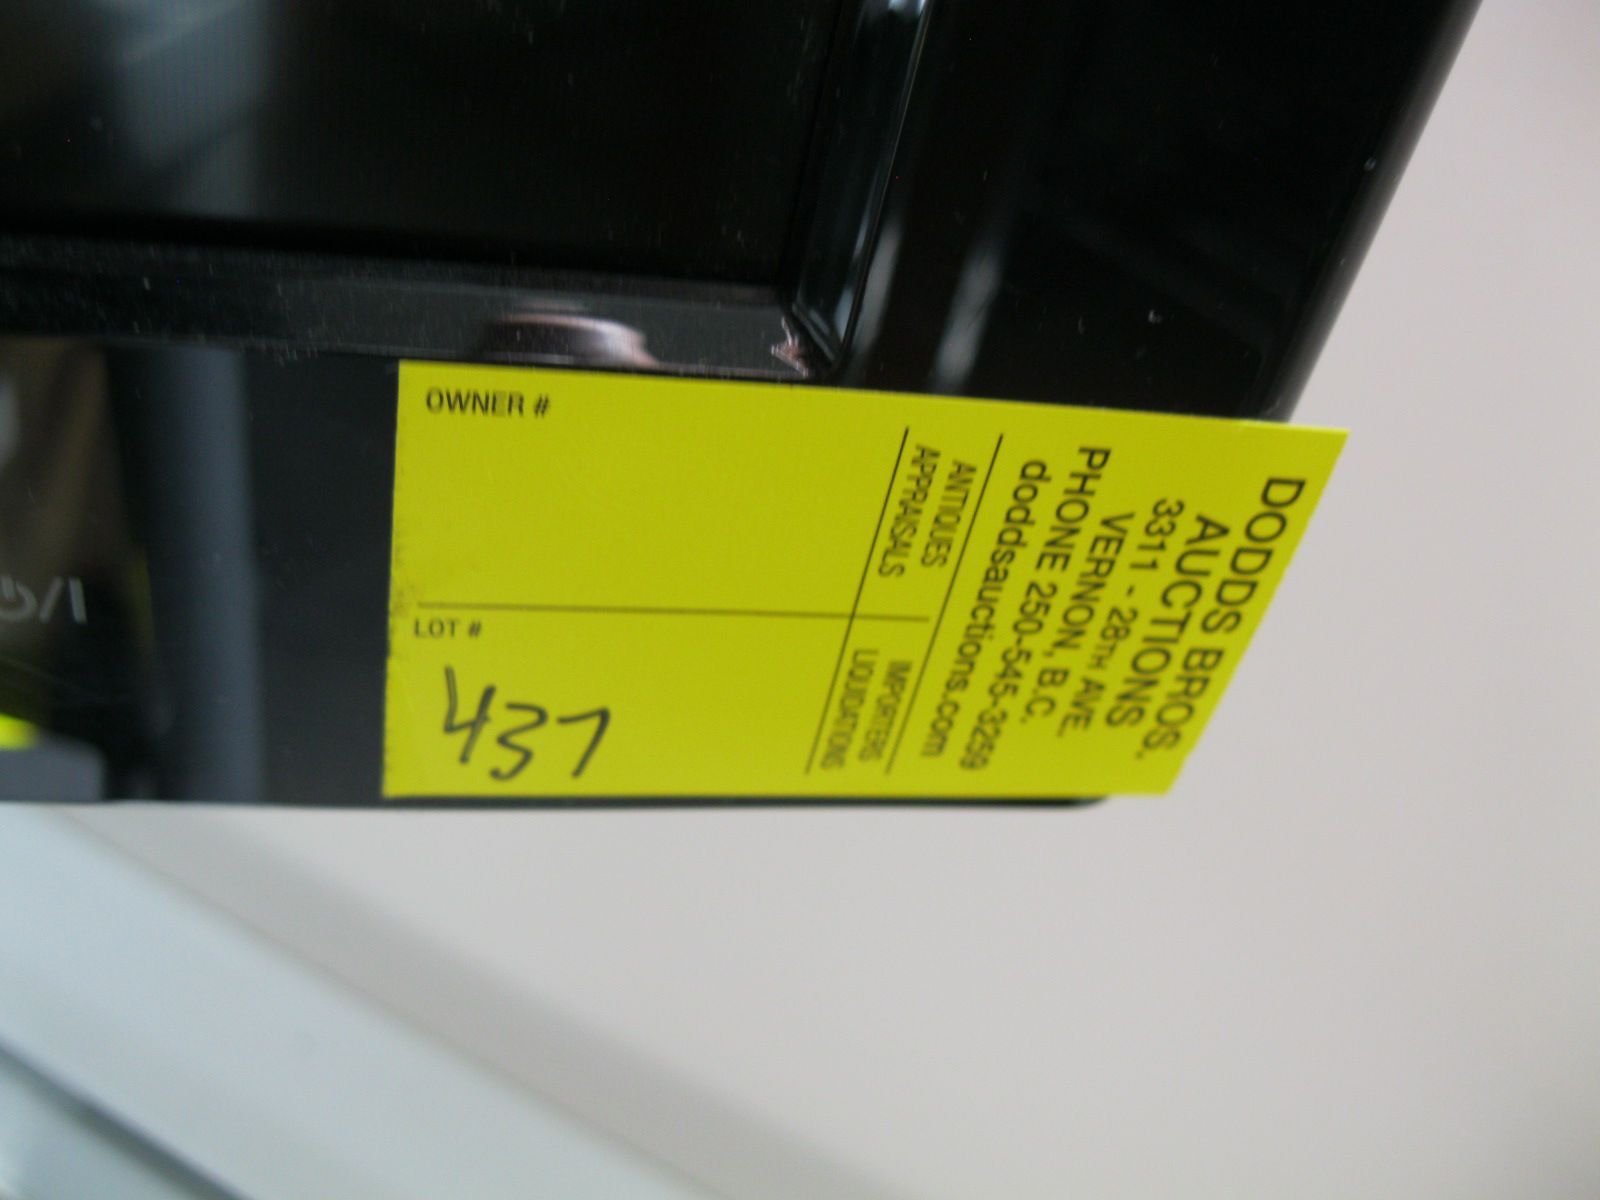 DODDS BROS.
AUCTIONS
3311 - 28TH AVE.
VERNON, B.C.
PHONE 250-545-3259
doddsauctions.com
ANTIQUES IMPORTERS
APPRAISALS LIQUIDATIONS
OWNER #
LOT #
437